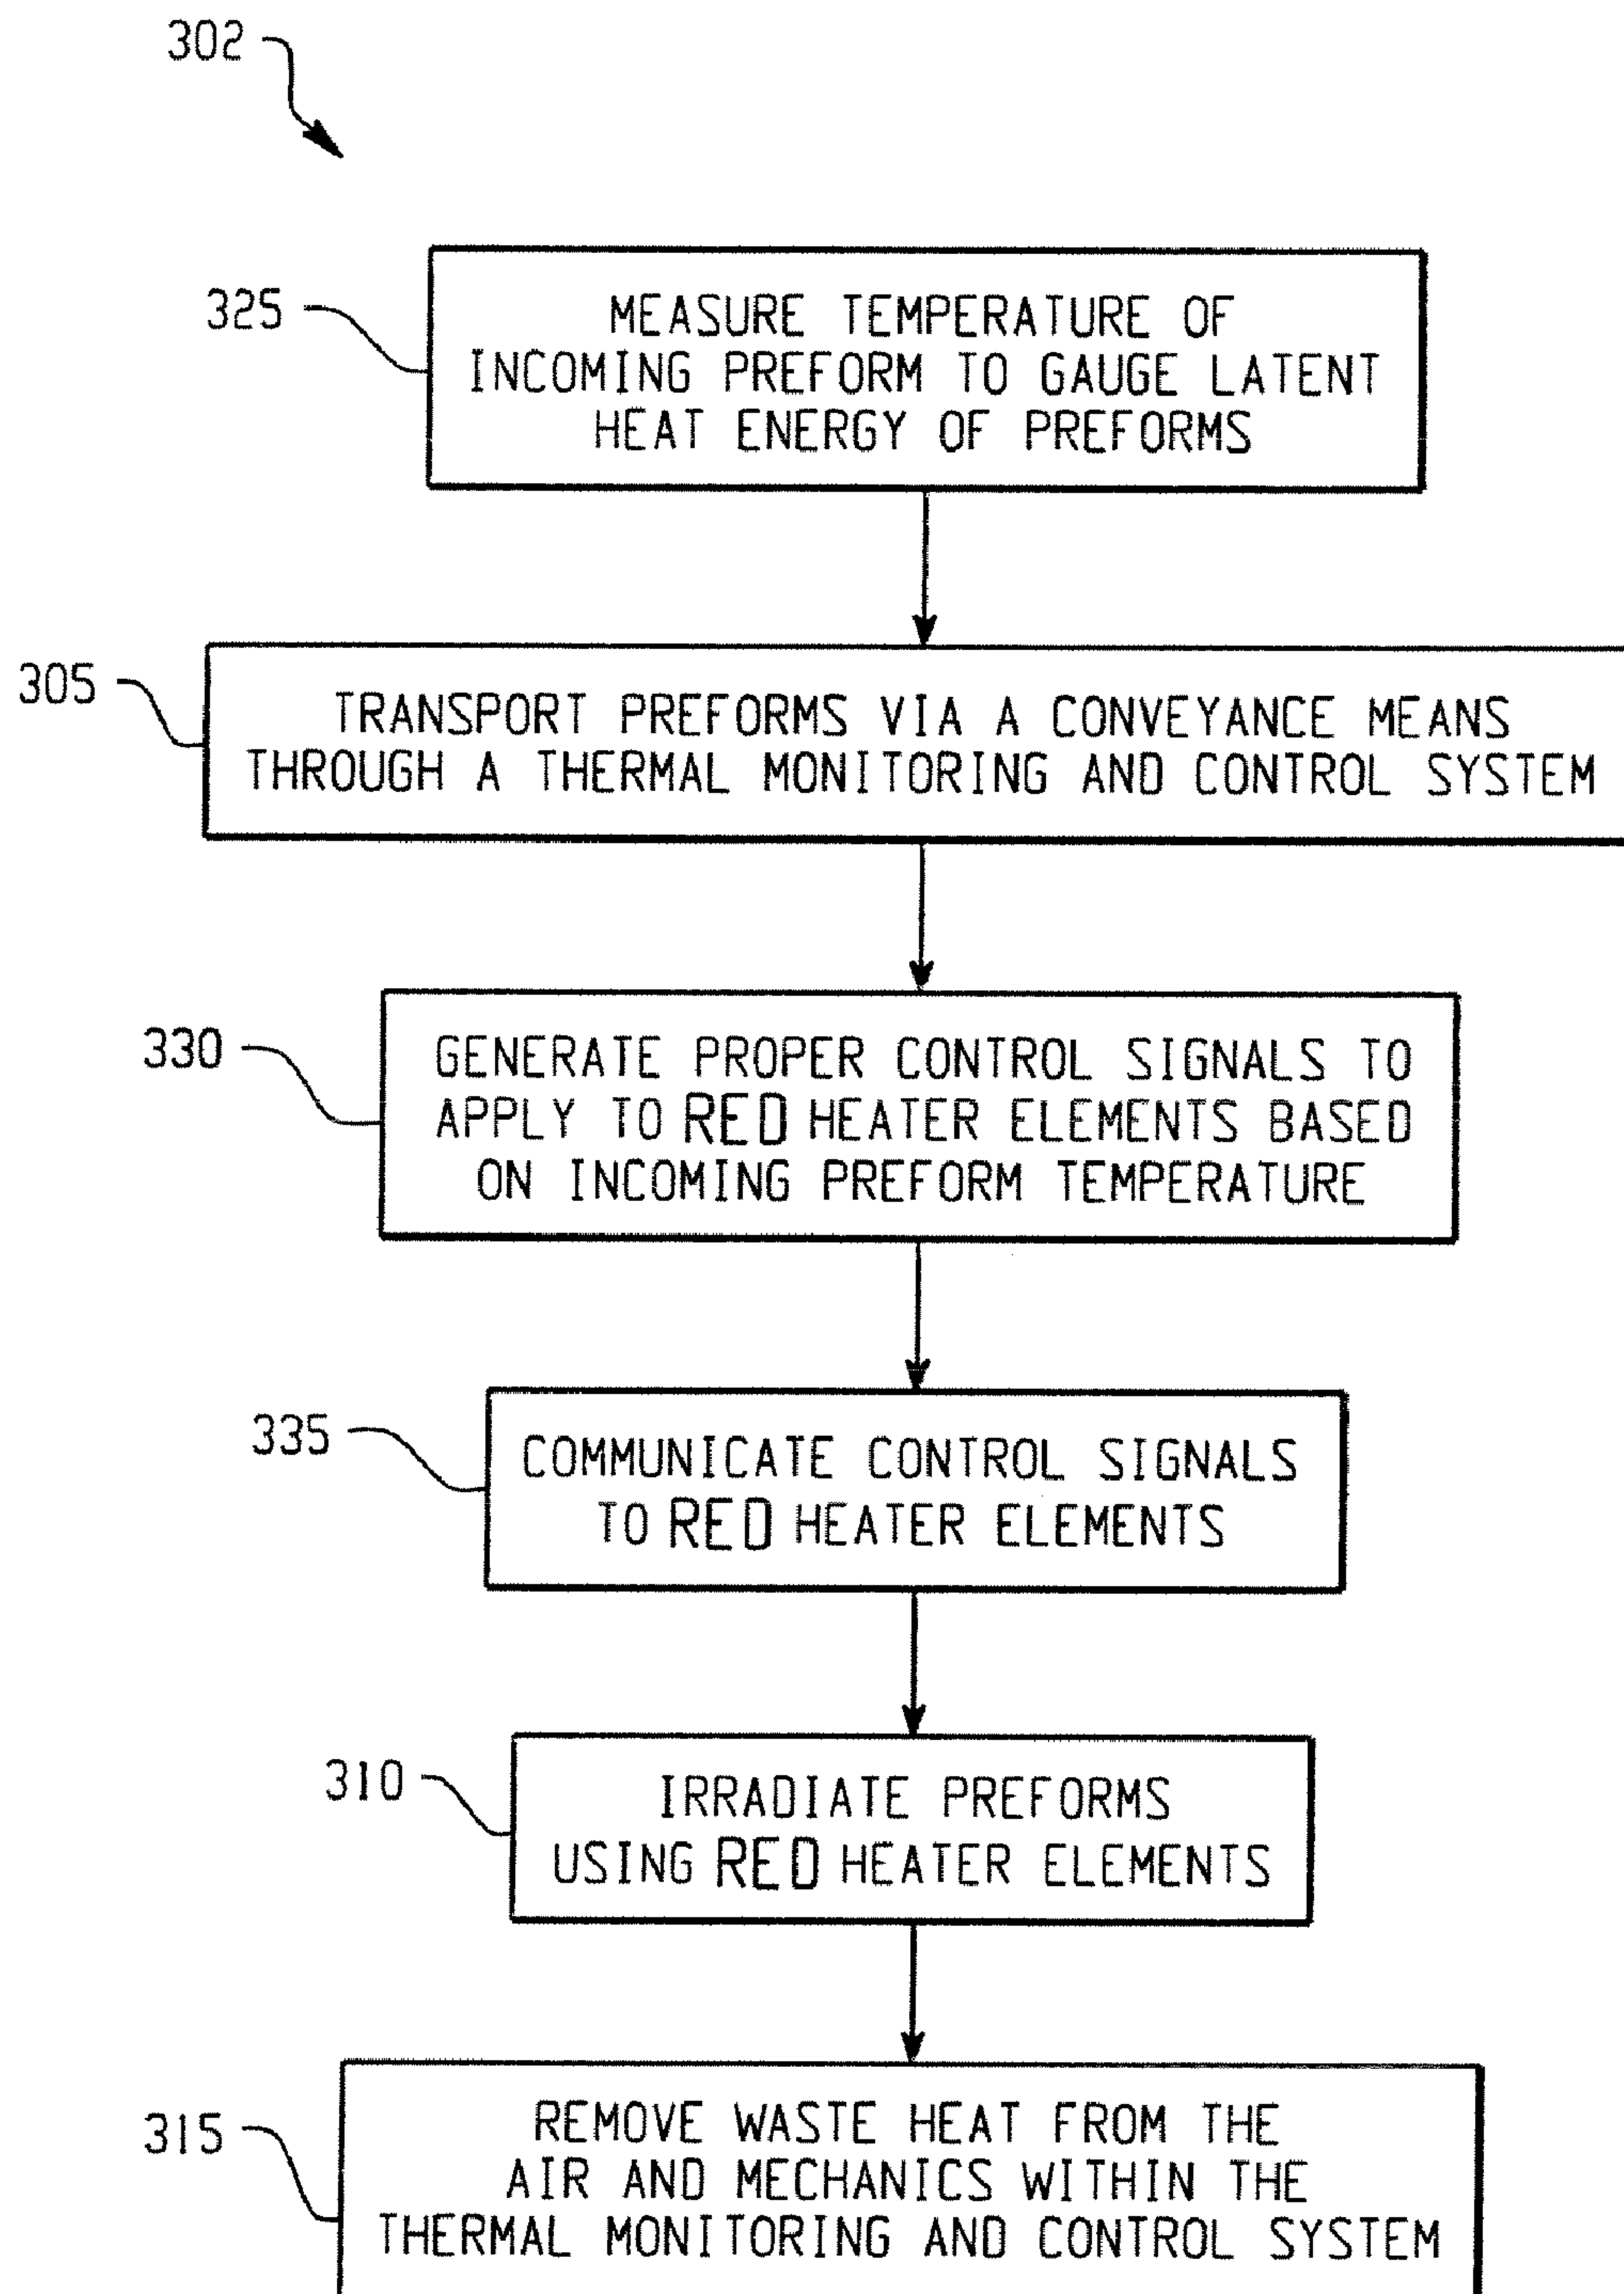 302
325
MEASURE TEMPERATURE OF
INCOMING PREFORM TO GAUGE LATENT
HEAT ENERGY OF PREFORMS
305
TRANSPORT PREFORMS VIA A CONVEYANCE MEANS
THROUGH A THERMAL MONITORING AND CONTROL SYSTEM
330
GENERATE PROPER CONTROL SIGNALS TO
APPLY TO RED HEATER ELEMENTS BASED
ON INCOMING PREFORM TEMPERATURE
335
COMMUNICATE CONTROL SIGNALS
TO RED HEATER ELEMENTS
310
IRRADIATE PREFORMS
USING RED HEATER ELEMENTS
315
REMOVE WASTE HEAT FROM THE
AIR AND MECHANICS WITHIN THE
THERMAL MONITORING AND CONTROL SYSTEM